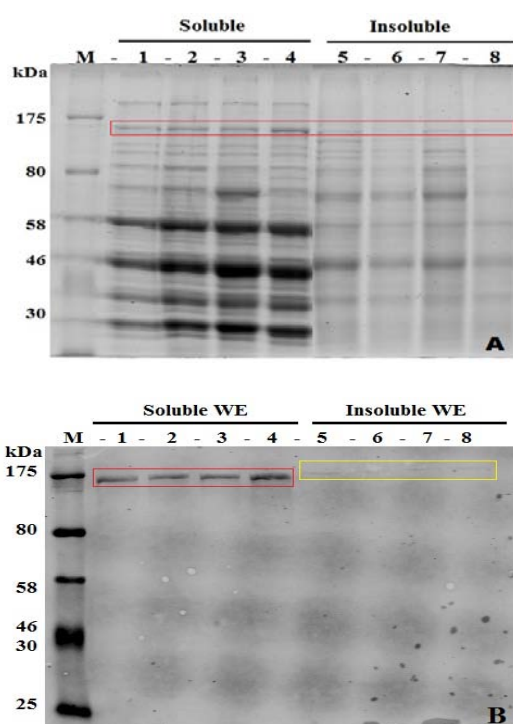 Soluble Insoluble
kDa M - 1 - 2 - 3 - 4 - 5 - 6 - 7 - 8
175
80
58
46
30
A
Soluble WE Insoluble WE
kDa M - 1 - 2 - 3 - 4 - 5 - 6 - 7 - 8
175
80
58
46
30
25
B